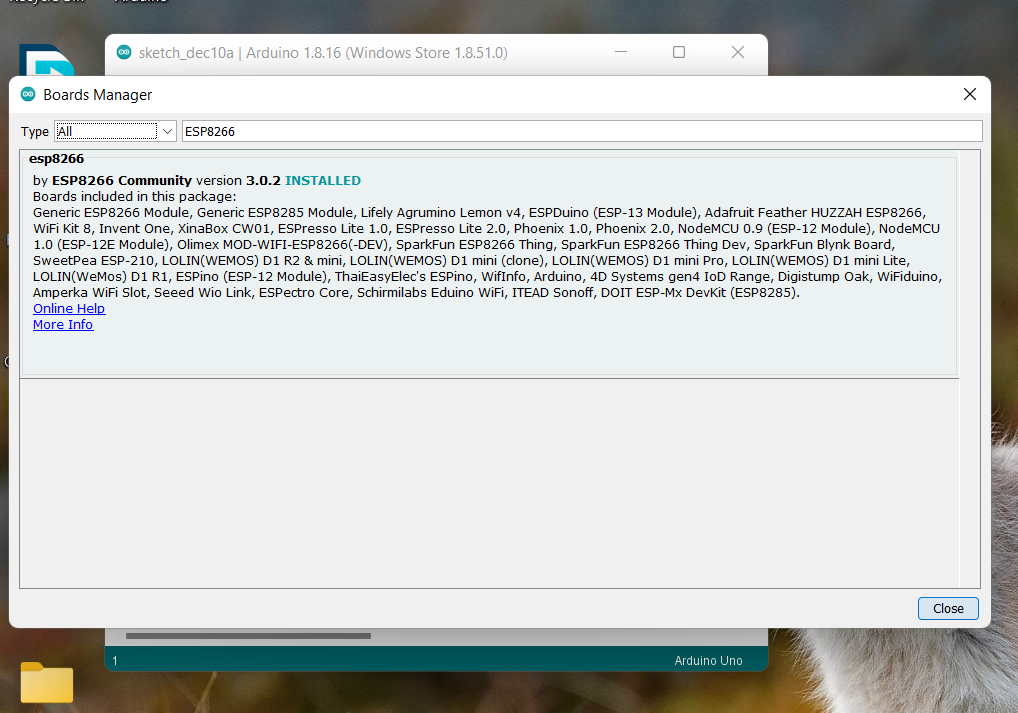 Arduino
sketch_dec10a | Arduino 1.8.16 (Windows Store 1.8.51.0)
Boards Manager
Type All ESP8266
esp8266
by ESP8266 Community version 3.0.2 INSTALLED
Boards included in this package:
Generic ESP8266 Module, Generic ESP8285 Module, Lifely Agrumino Lemon v4, ESPDuino (ESP-13 Module), Adafruit Feather HUZZAH ESP8266,
WiFi Kit 8, Invent One, XinaBox CW01, ESPresso Lite 1.0, ESPresso Lite 2.0, Phoenix 1.0, Phoenix 2.0, NodeMCU 0.9 (ESP-12 Module), NodeMCU
1.0 (ESP-12E Module), Olimex MOD-WIFI-ESP8266(-DEV), SparkFun ESP8266 Thing, SparkFun ESP8266 Thing Dev, SparkFun Blynk Board,
SweetPea ESP-210, LOLIN(WEMOS) D1 R2 & mini, LOLIN(WEMOS) D1 mini (clone), LOLIN(WEMOS) D1 mini Pro, LOLIN(WEMOS) D1 mini Lite,
LOLIN(WeMos) D1 R1, ESPino (ESP-12 Module), ThaiEasyElec's ESPino, WifInfo, Arduino, 4D Systems gen4 IoD Range, Digistump Oak, WiFiduino,
Amperka WiFi Slot, Seeed Wio Link, ESPectro Core, Schirmilabs Eduino WiFi, ITEAD Sonoff, DOIT ESP-Mx DevKit (ESP8285).
Online Help
More Info
Close
1 Arduino Uno